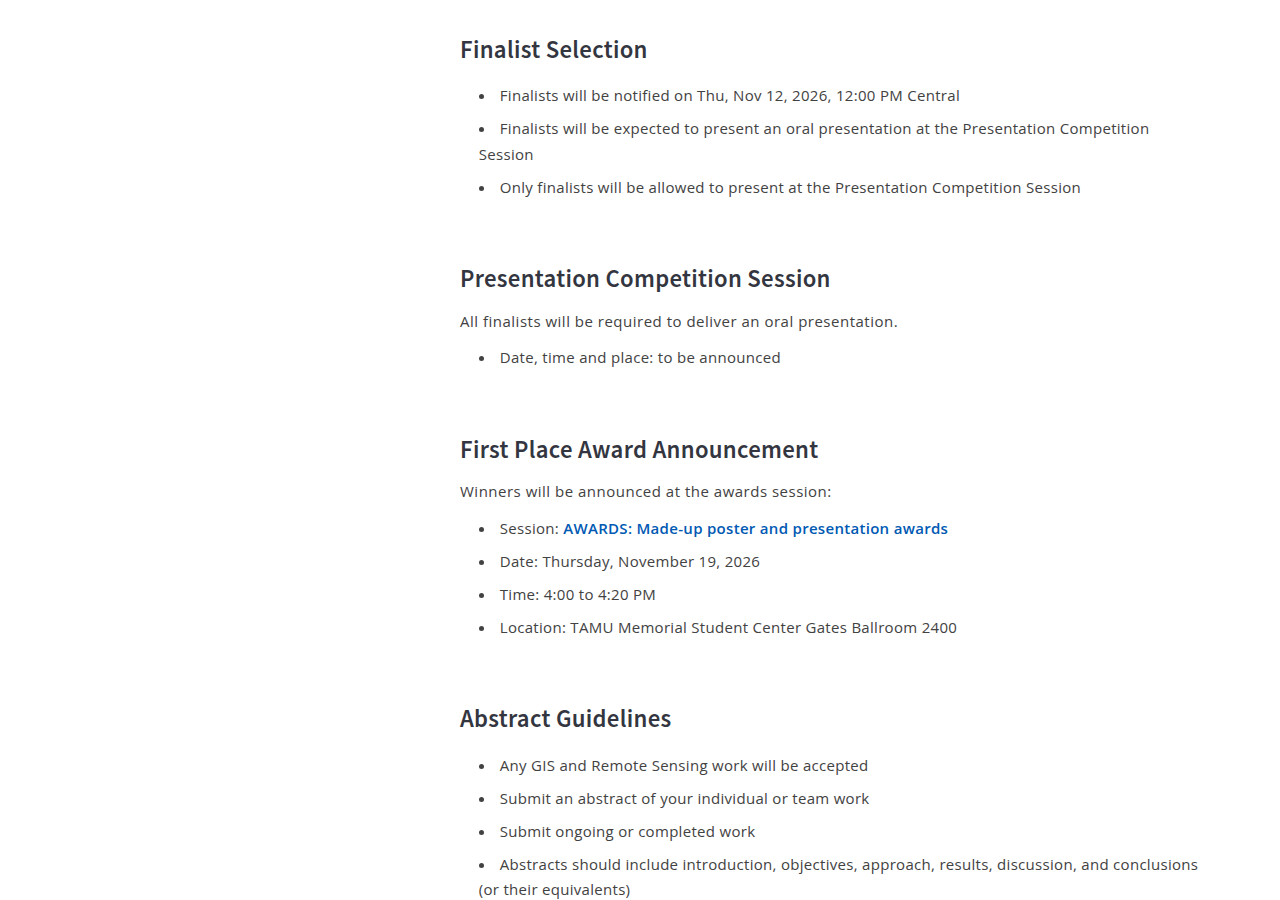 Finalist Selection
• Finalists will be notified on Thu, Nov 12, 2026, 12:00 PM Central
• Finalists will be expected to present an oral presentation at the Presentation Competition
Session
• Only finalists will be allowed to present at the Presentation Competition Session
Presentation Competition Session
All finalists will be required to deliver an oral presentation.
• Date, time and place: to be announced
First Place Award Announcement
Winners will be announced at the awards session:
• Session: AWARDS: Made-up poster and presentation awards
• Date: Thursday, November 19, 2026
• Time: 4:00 to 4:20 PM
• Location: TAMU Memorial Student Center Gates Ballroom 2400
Abstract Guidelines
• Any GIS and Remote Sensing work will be accepted
• Submit an abstract of your individual or team work
• Submit ongoing or completed work
• Abstracts should include introduction, objectives, approach, results, discussion, and conclusions
(or their equivalents)